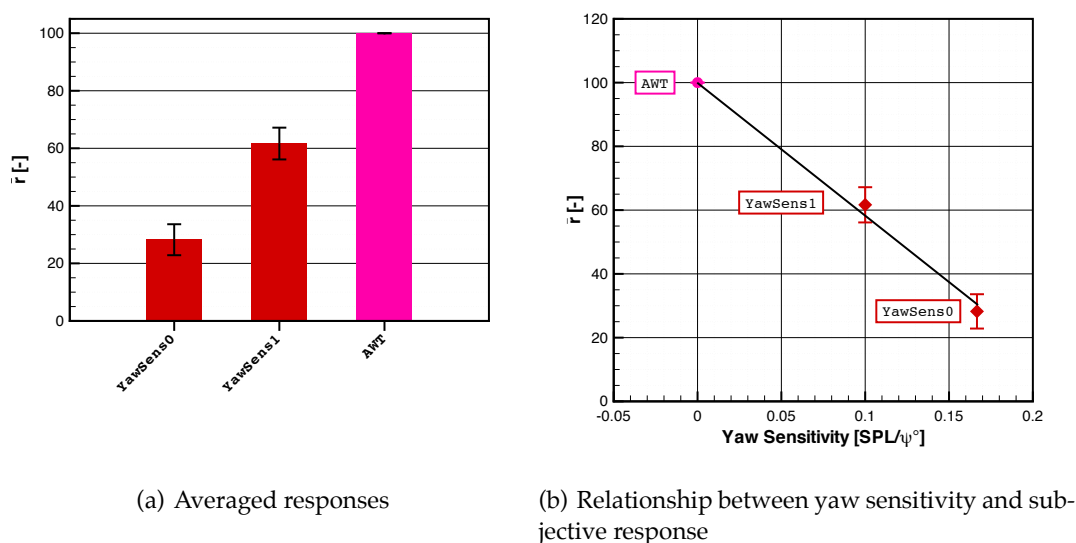 100
80
60
40
20
0
r̄ [-]
YawSens0
YawSens1
AWT
120
100
80
60
40
20
0
r̄ [-]
AWT
YawSens1
YawSens0
-0.05
0
0.05
0.1
0.15
0.2
Yaw Sensitivity [SPL/ψ°]
(a) Averaged responses
(b) Relationship between yaw sensitivity and sub-
jective response